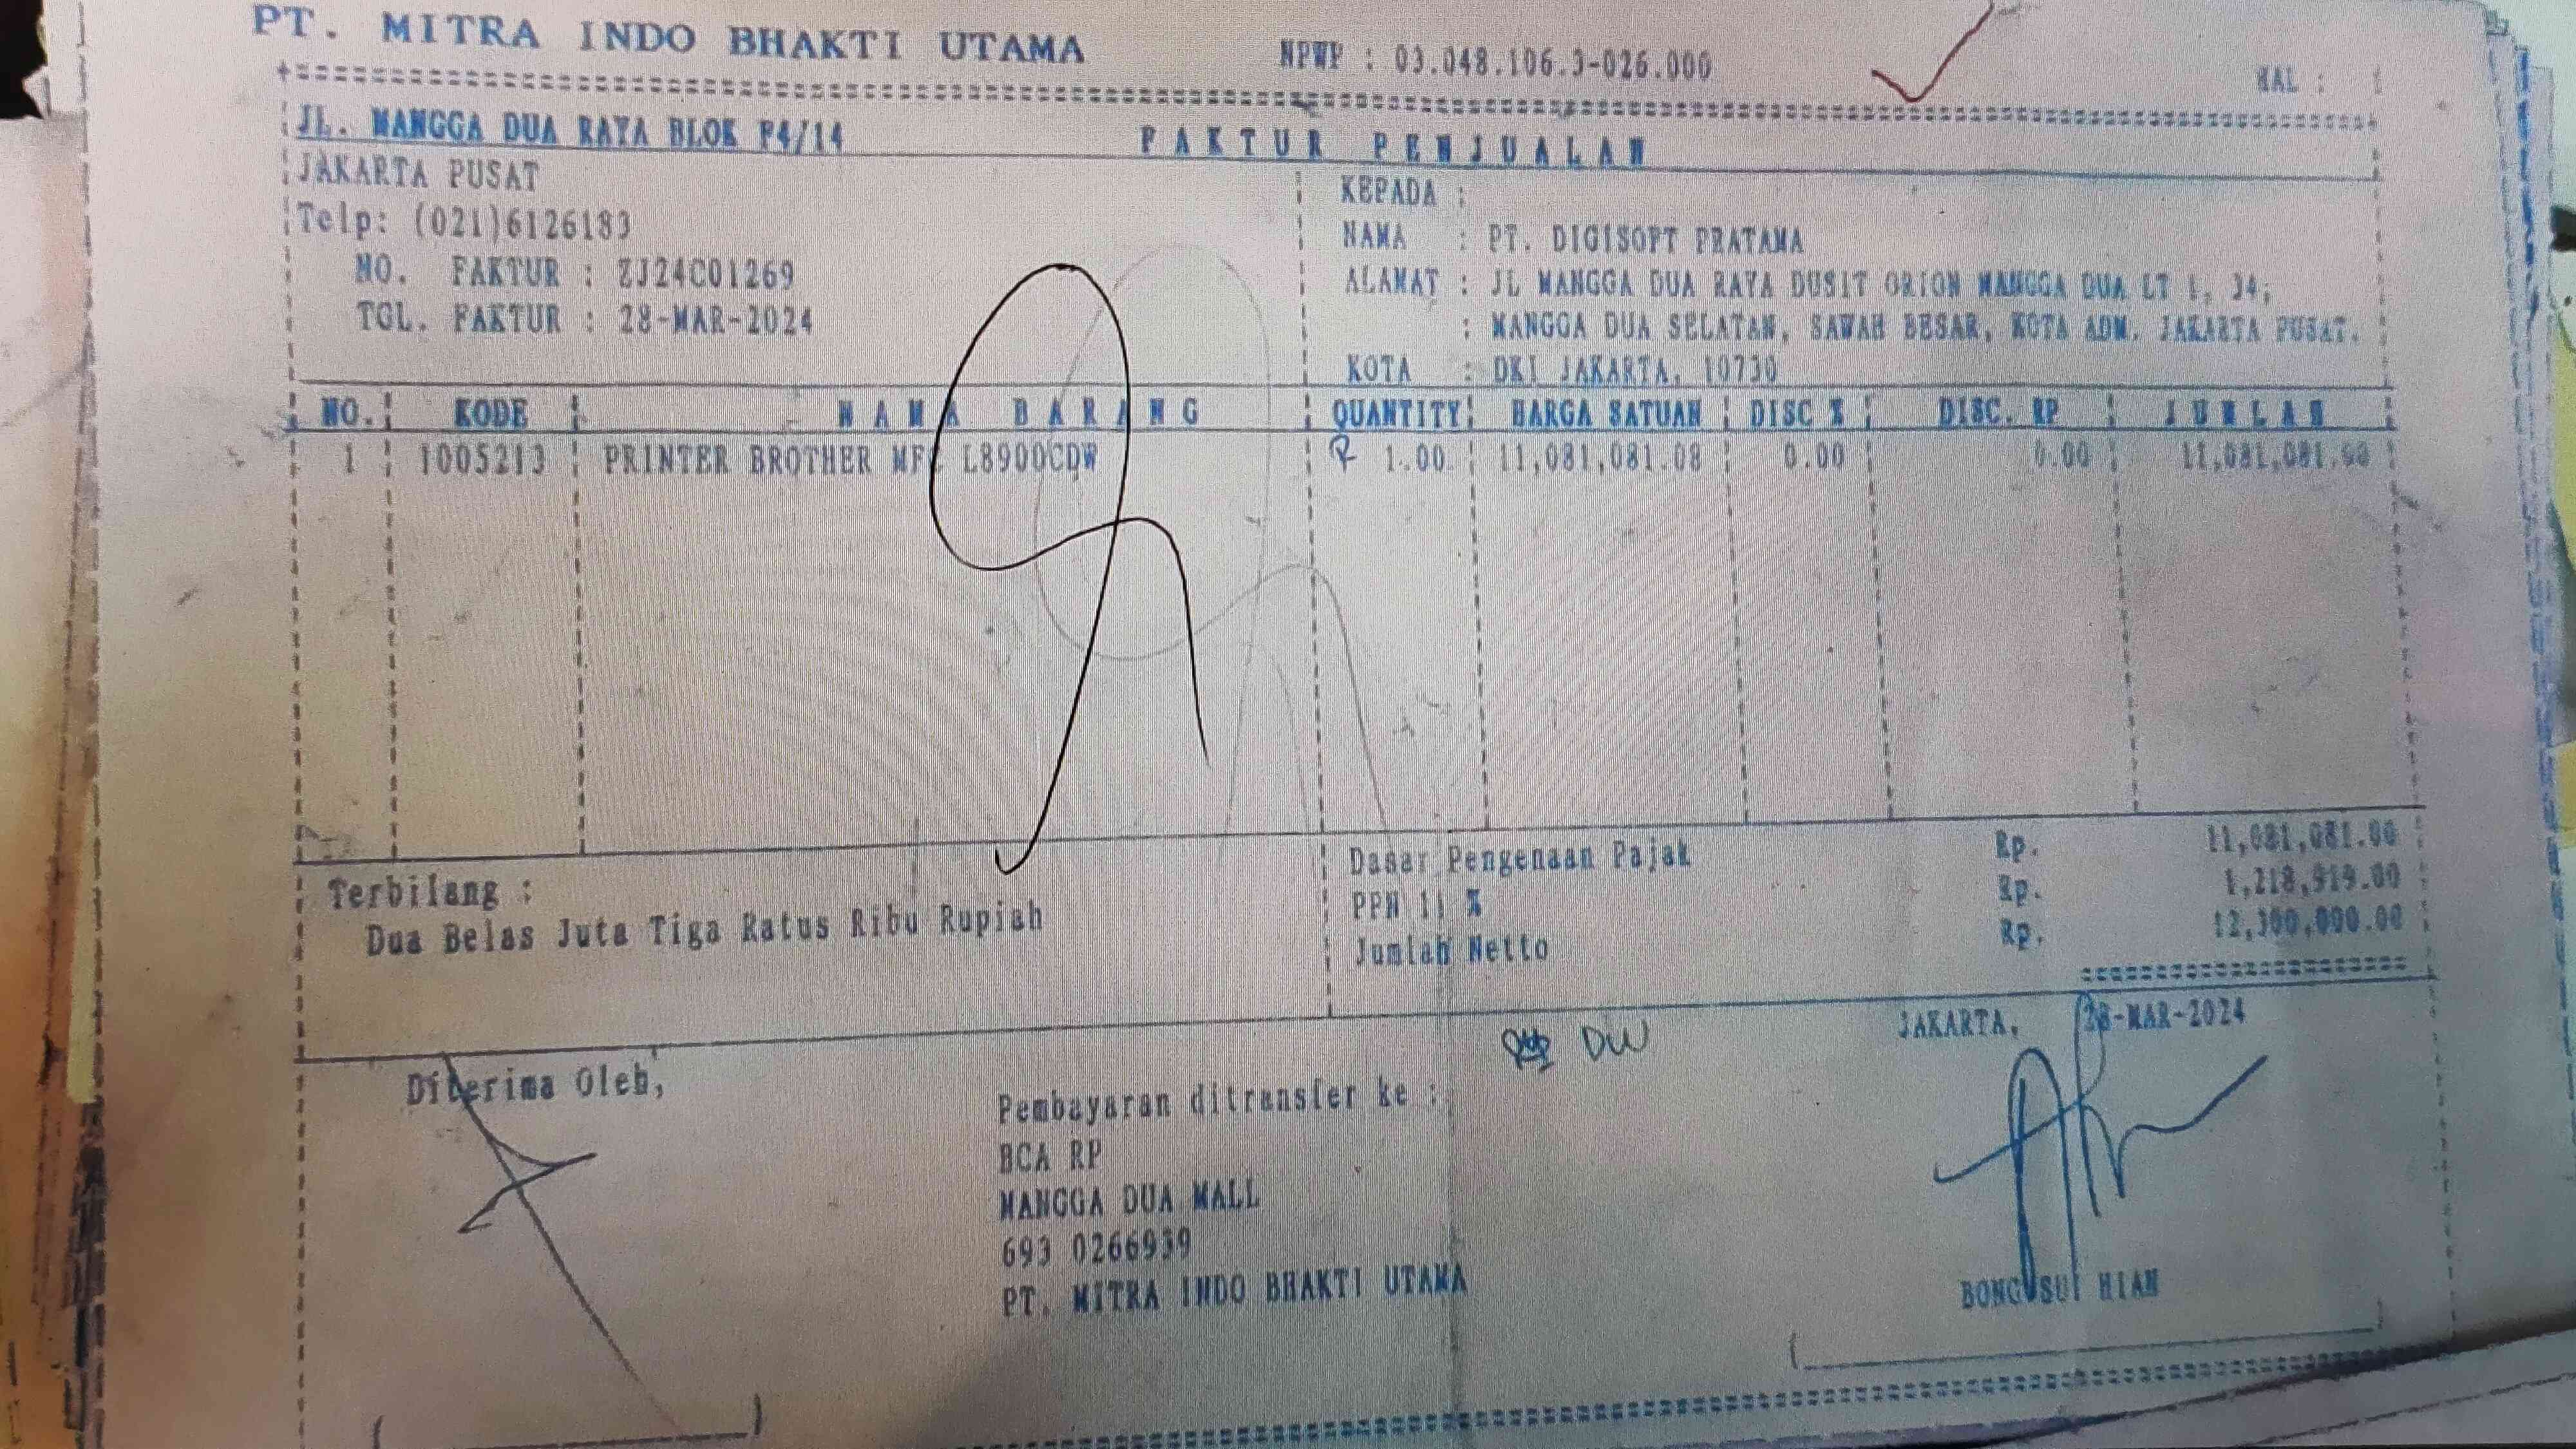 PT. MITRA INDO BHAKTI UTAMA
NPWP : 03.048.106.3-026.000
HAL : 1
JL. MANGGA DUA RAYA BLOK P4/14
FAKTUR PENJUALAN
JAKARTA PUSAT
Telp: (021)6126183
NO. FAKTUR : ZJ24C01269
TGL. FAKTUR : 28-MAR-2024
KEPADA :
NAMA : PT. DIGISOFT PRATAMA
ALAMAT : JL MANGGA DUA RAYA DUSIT ORION MANGGA DUA LT 1, 34;
: MANGGA DUA SELATAN, SAWAH BESAR, KOTA ADM. JAKARTA PUSAT.
KOTA : DKI JAKARTA, 10730
NO. KODE NAMA BARANG QUANTITY HARGA SATUAN DISC % DISC. RP JUMLAH
1 1005213 PRINTER BROTHER MFC L8900CDW 1.00 11,081,081.08 0.00 0.00 11,081,081.00
Dasar Pengenaan Pajak Rp. 11,081,081.00
PPN 11 % Rp. 1,218,919.00
Jumlah Netto Rp. 12,300,000.00
Terbilang :
Dua Belas Juta Tiga Ratus Ribu Rupiah
DW
JAKARTA, 28-MAR-2024
Diterima Oleh,
Pembayaran ditransfer ke :
BCA RP
MANGGA DUA MALL
693 0266939
PT. MITRA INDO BHAKTI UTAMA
BONG SUI HIAN